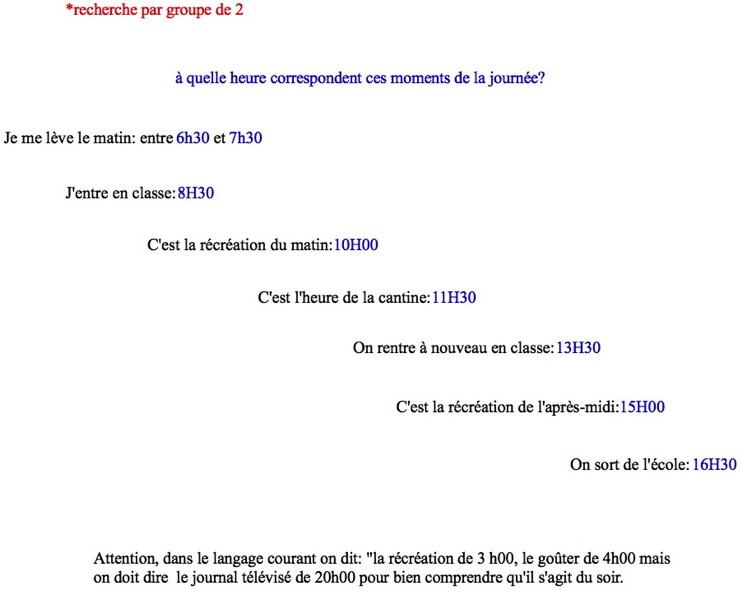 *recherche par groupe de 2
à quelle heure correspondent ces moments de la journée?
Je me lève le matin: entre 6h30 et 7h30
J'entre en classe: 8H30
C'est la récréation du matin: 10H00
C'est l'heure de la cantine: 11H30
On rentre à nouveau en classe: 13H30
C'est la récréation de l'après-midi: 15H00
On sort de l'école: 16H30
Attention, dans le langage courant on dit: "la récréation de 3 h00, le goûter de 4h00 mais
on doit dire le journal télévisé de 20h00 pour bien comprendre qu'il s'agit du soir.